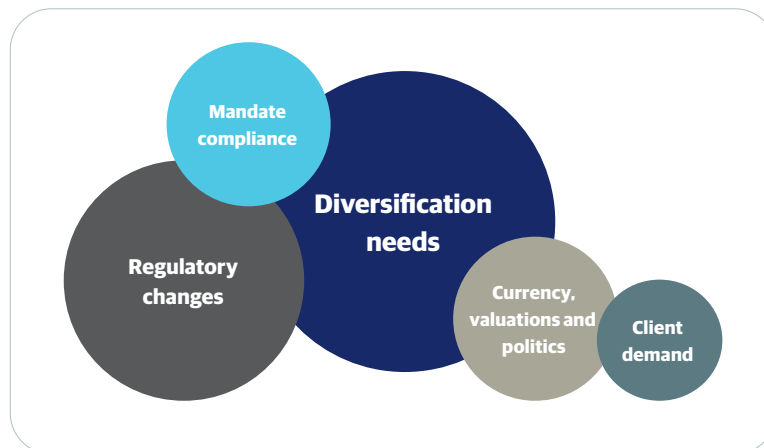 Mandate
compliance
Diversification
needs
Regulatory
changes
Currency,
valuations and
politics
Client
demand